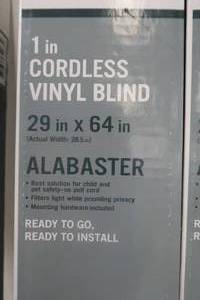 1 in
CORDLESS
VINYL BLIND
29 in x 64 in
(Actual Width: 28.5 in)
ALABASTER
• Best solution for child and
pet safety-no pull cord
• Filters light while providing privacy
• Mounting hardware included
READY TO GO,
READY TO INSTALL